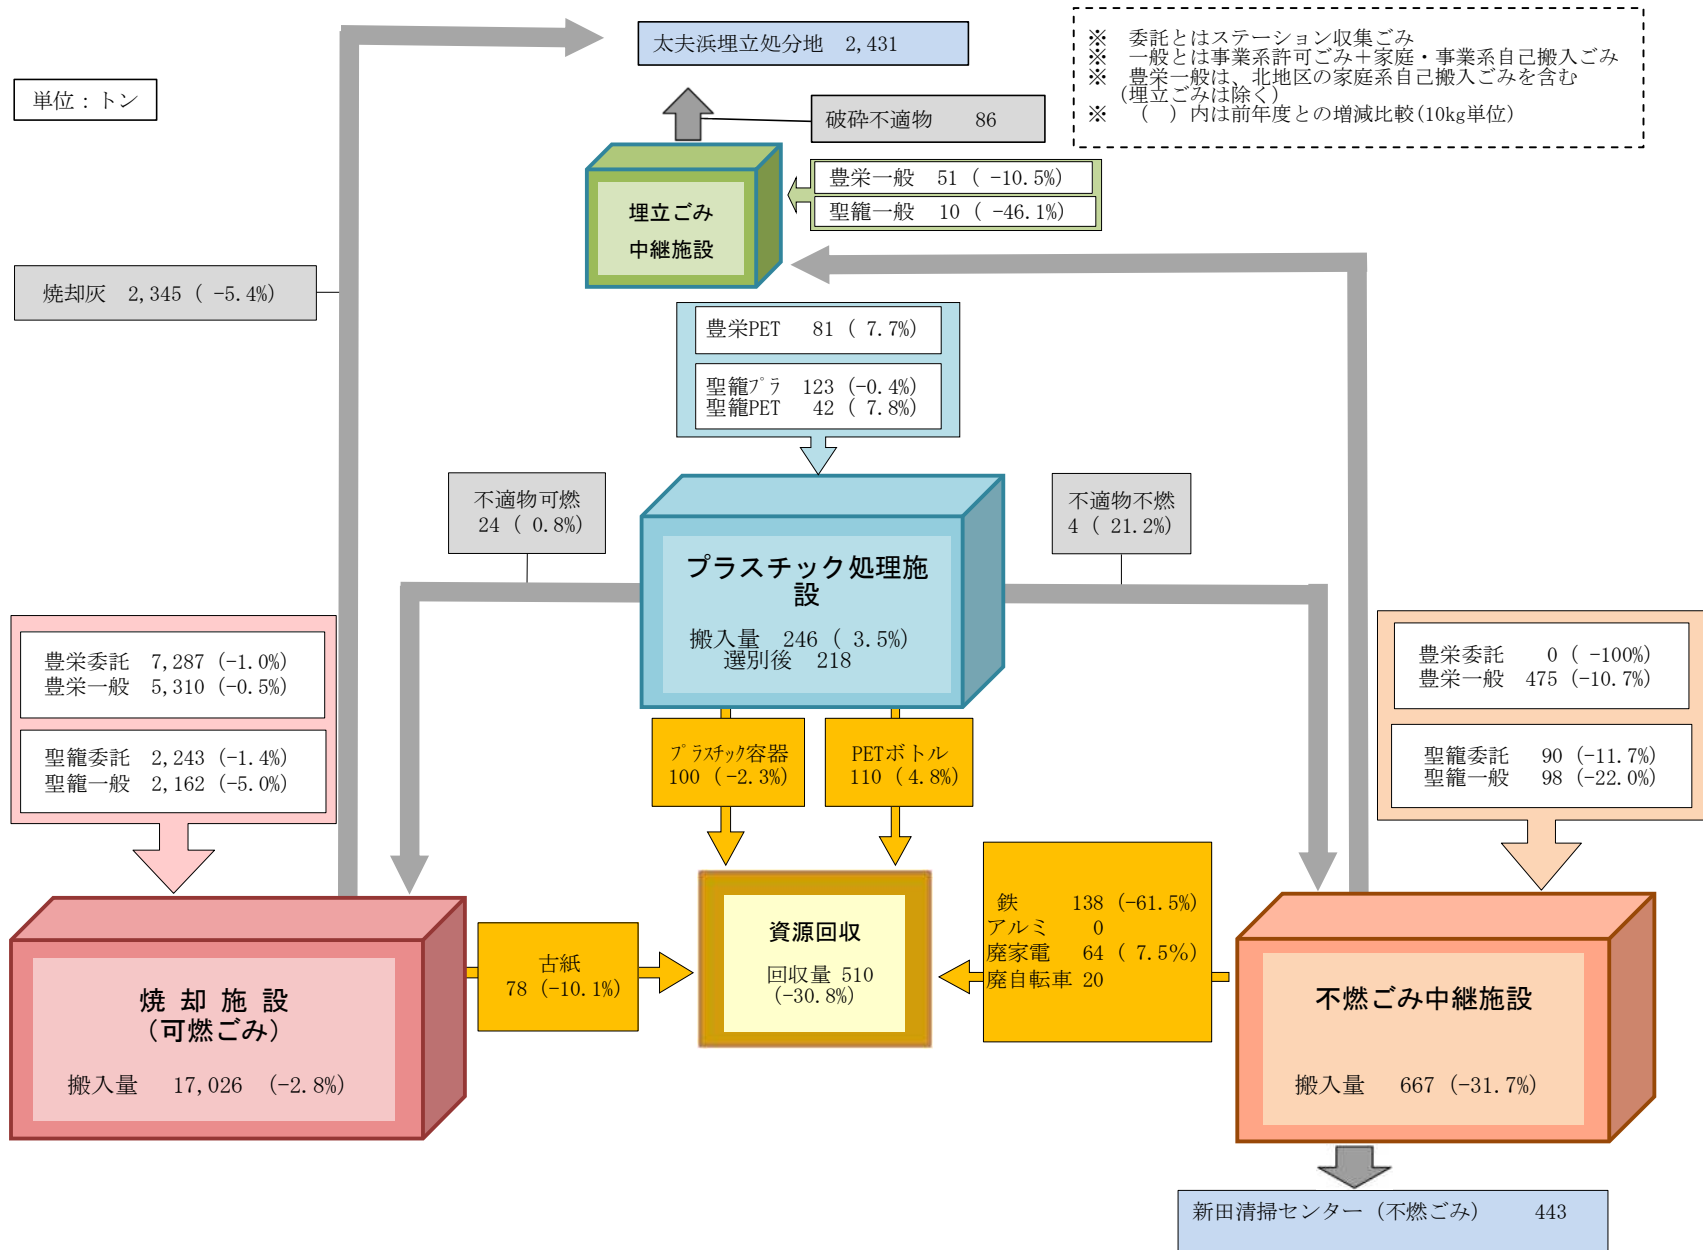 太夫浜埋立処分地 2,431
※ 委託とはステーション収集ごみ
※ 一般とは事業系許可ごみ+家庭・事業系自己搬入ごみ
※ 豊栄一般は、北地区の家庭系自己搬入ごみを含む
(埋立ごみは除く)
※ ( )内は前年度との増減比較(10kg単位)
単位:トン
破砕不適物 86
豊栄一般 51 ( -10.5%)
聖籠一般 10 ( -46.1%)
埋立ごみ
中継施設
焼却灰 2,345 ( -5.4%)
豊栄PET 81 ( 7.7%)
聖籠プラ 123 (-0.4%)
聖籠PET 42 ( 7.8%)
不適物可燃
24 ( 0.8%)
不適物不燃
4 ( 21.2%)
プラスチック処理施
設
搬入量 246 ( 3.5%)
選別後 218
豊栄委託 7,287 (-1.0%)
豊栄一般 5,310 (-0.5%)
聖籠委託 2,243 (-1.4%)
聖籠一般 2,162 (-5.0%)
豊栄委託 0 ( -100%)
豊栄一般 475 (-10.7%)
聖籠委託 90 (-11.7%)
聖籠一般 98 (-22.0%)
プラスチック容器
100 (-2.3%)
PETボトル
110 ( 4.8%)
鉄 138 (-61.5%)
アルミ 0
廃家電 64 ( 7.5%)
廃自転車 20
資源回収
回収量 510
(-30.8%)
古紙
78 (-10.1%)
焼却施設
(可燃ごみ)
搬入量 17,026 (-2.8%)
不燃ごみ中継施設
搬入量 667 (-31.7%)
新田清掃センター(不燃ごみ) 443